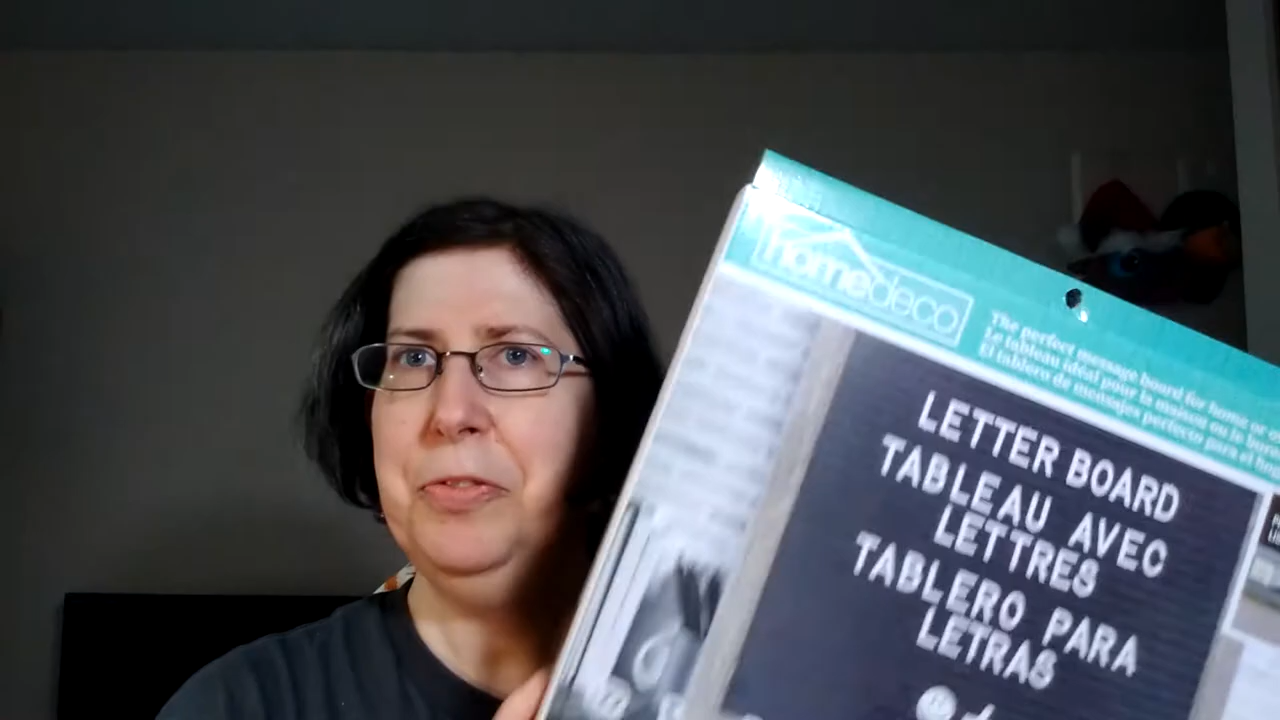 homedeco
The perfect message board for home or
Le tableau idéal pour la maison ou le bureau
El tablero de mensajes perfecto para el
LETTER BOARD
TABLEAU AVEC
LETTRES
TABLERO PARA
LETRAS